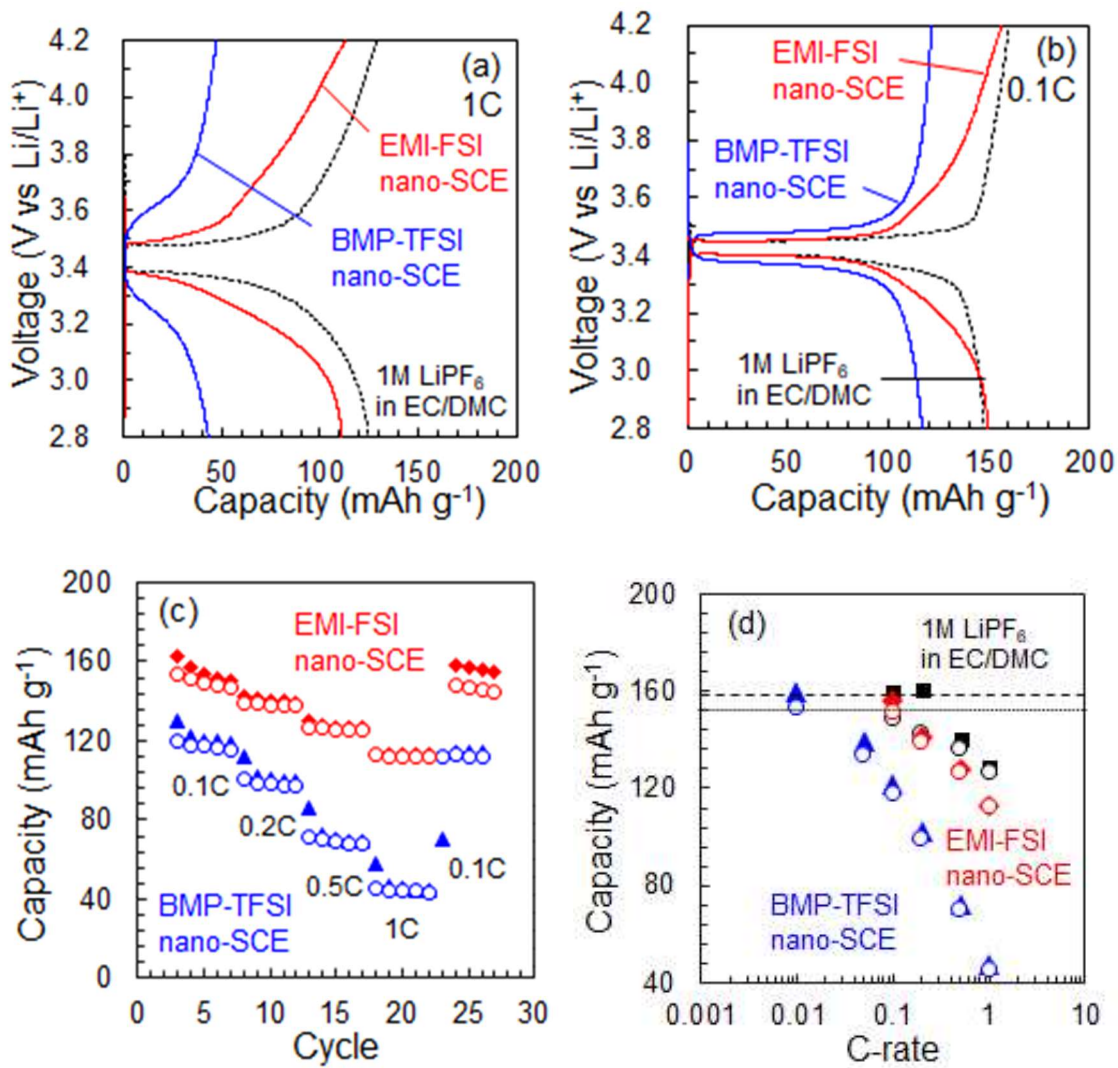 4.2
4.0
3.8
3.6
3.4
3.2
3.0
2.8
Voltage (V vs Li/Li⁺)
(a)
1C
EMI-FSI
nano-SCE
BMP-TFSI
nano-SCE
1M LiPF₆
in EC/DMC
0 50 100 150 200
Capacity (mAh g⁻¹)
4.2
4.0
3.8
3.6
3.4
3.2
3.0
2.8
Voltage (V vs Li/Li⁺)
EMI-FSI
nano-SCE
(b)
0.1C
BMP-TFSI
nano-SCE
1M LiPF₆
in EC/DMC
0 50 100 150 200
Capacity (mAh g⁻¹)
200
160
120
80
40
0
Capacity (mAh g⁻¹)
(c)
EMI-FSI
nano-SCE
0.1C
0.2C
0.5C
1C
0.1C
BMP-TFSI
nano-SCE
0 5 10 15 20 25 30
Cycle
200
160
120
80
40
Capacity (mAh g⁻¹)
(d)
1M LiPF₆
in EC/DMC
EMI-FSI
nano-SCE
BMP-TFSI
nano-SCE
0.001 0.01 0.1 1 10
C-rate